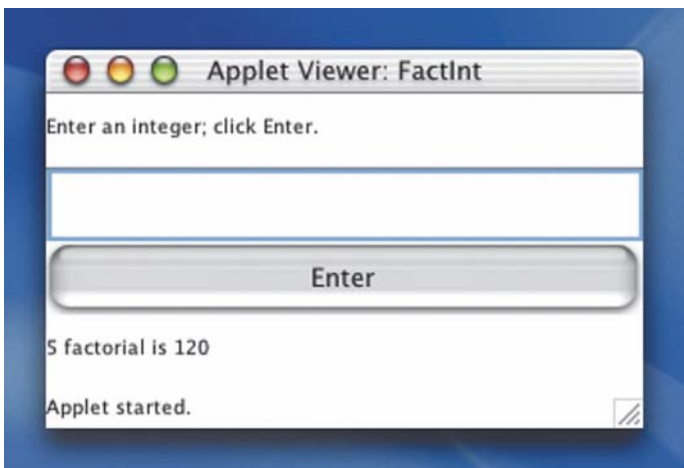 Applet Viewer: FactInt
Enter an integer; click Enter.
Enter
5 factorial is 120
Applet started.